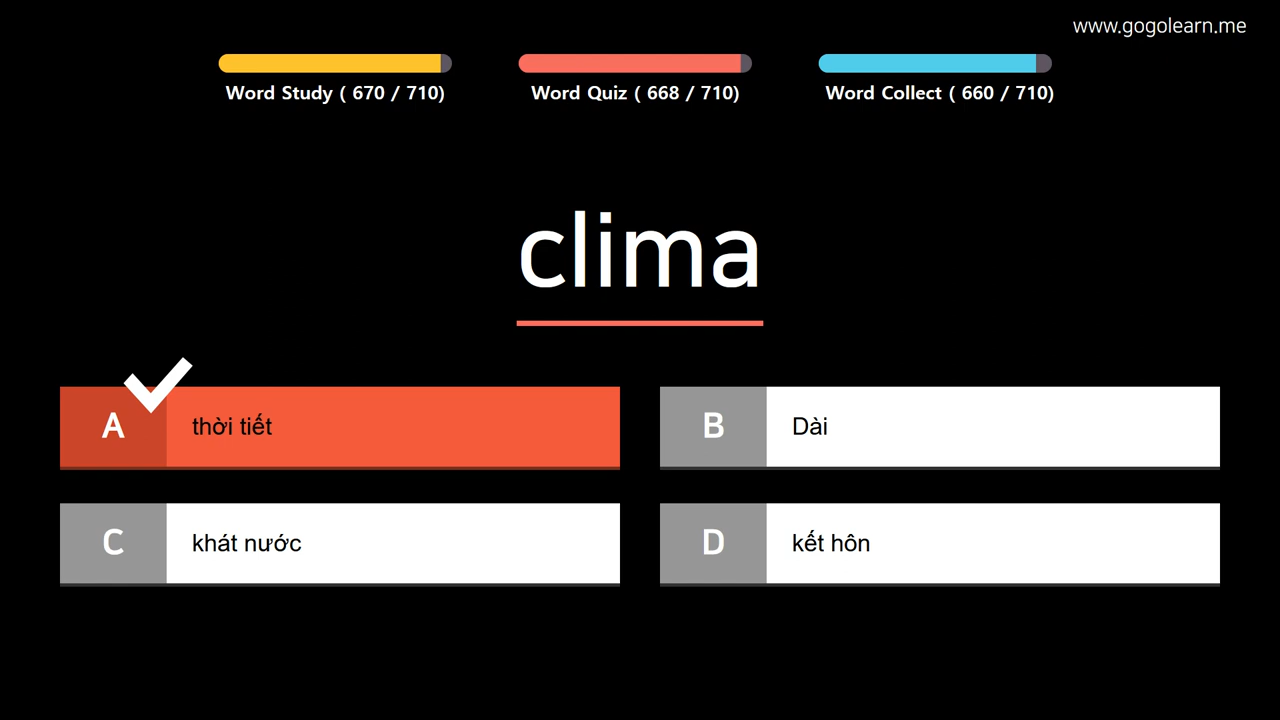 www.gogolearn.me
Word Study ( 670 / 710)
Word Quiz ( 668 / 710)
Word Collect ( 660 / 710)
clima
A thời tiết
B Dài
C khát nước
D kết hôn